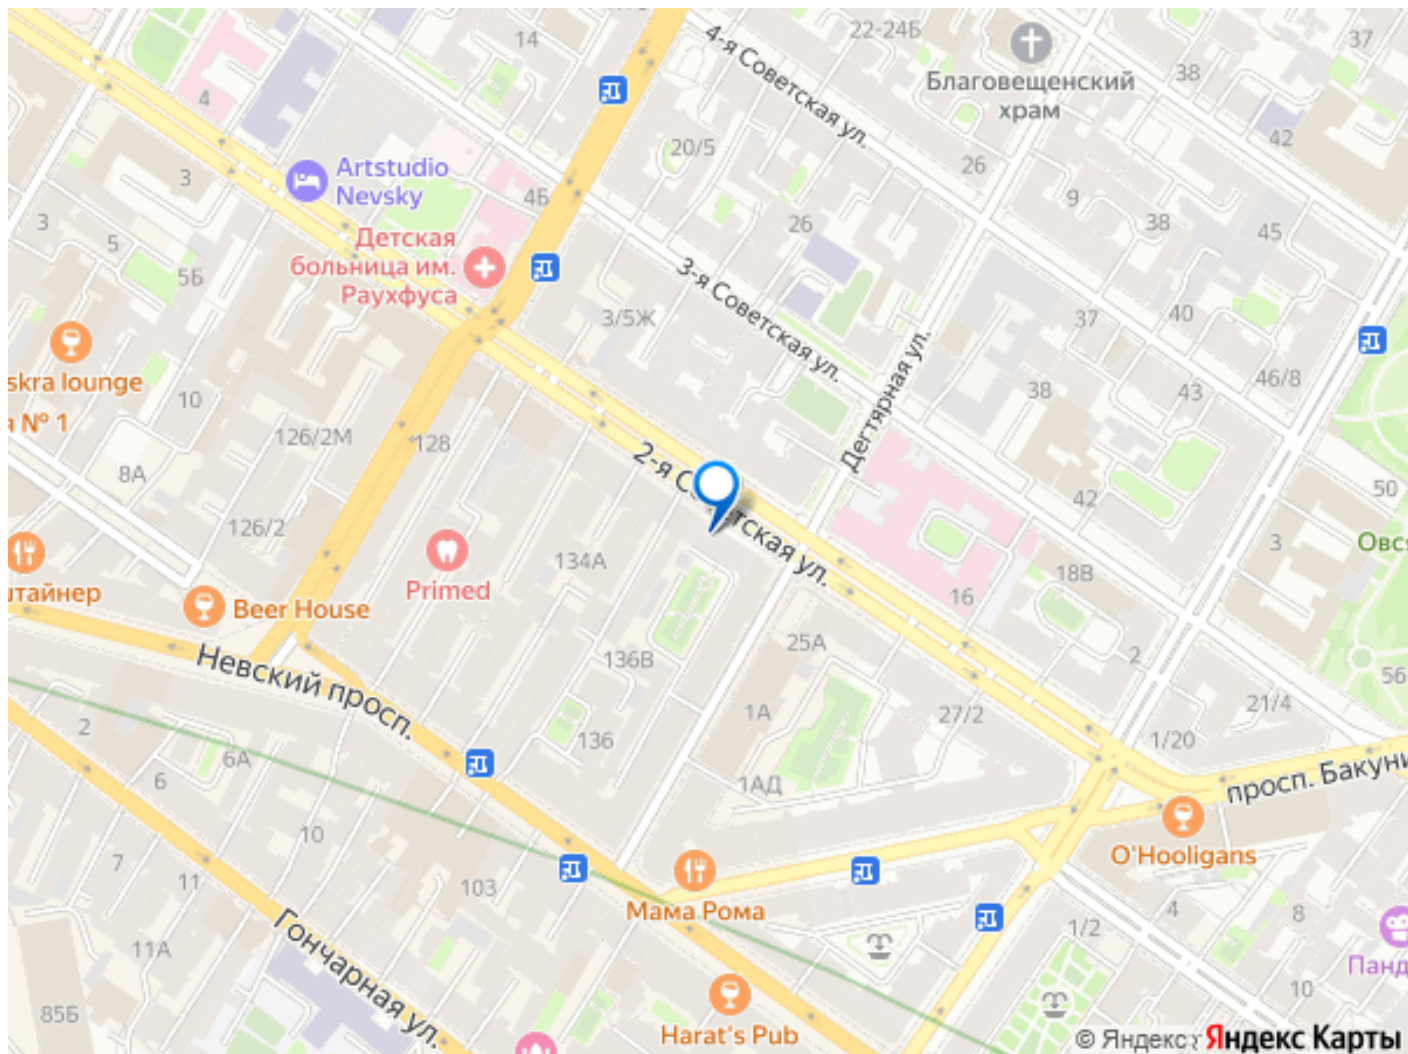 14
4-я Советская ул.
22-24Б
37
Благовещенский
храм
38
4
42
20/5
Artstudio
Nevsky
3
4Б
26
9
26
38
45
3
5
Детская
больница им.
Раухфуса
5Б
3-я Советская ул.
3/5Ж
40
37
Дегтярная ул.
skra lounge
№ 1
10
38
43
46/8
126/2М
128
8А
2-я Советская ул.
42
50
126/2
Primed
134А
3
Овс
штайнер
Beer House
18В
16
25А
136В
2
56
Невский просп.
2
6А
136
1А
27/2
21/4
1/20
6
1АД
просп. Бакуни
10
7
11
103
O'Hooligans
Мама Рома
4
8
1/2
11А
Гончарная ул.
Панд
10
85Б
Harat's Pub
© Яндекс Яндекс Карты